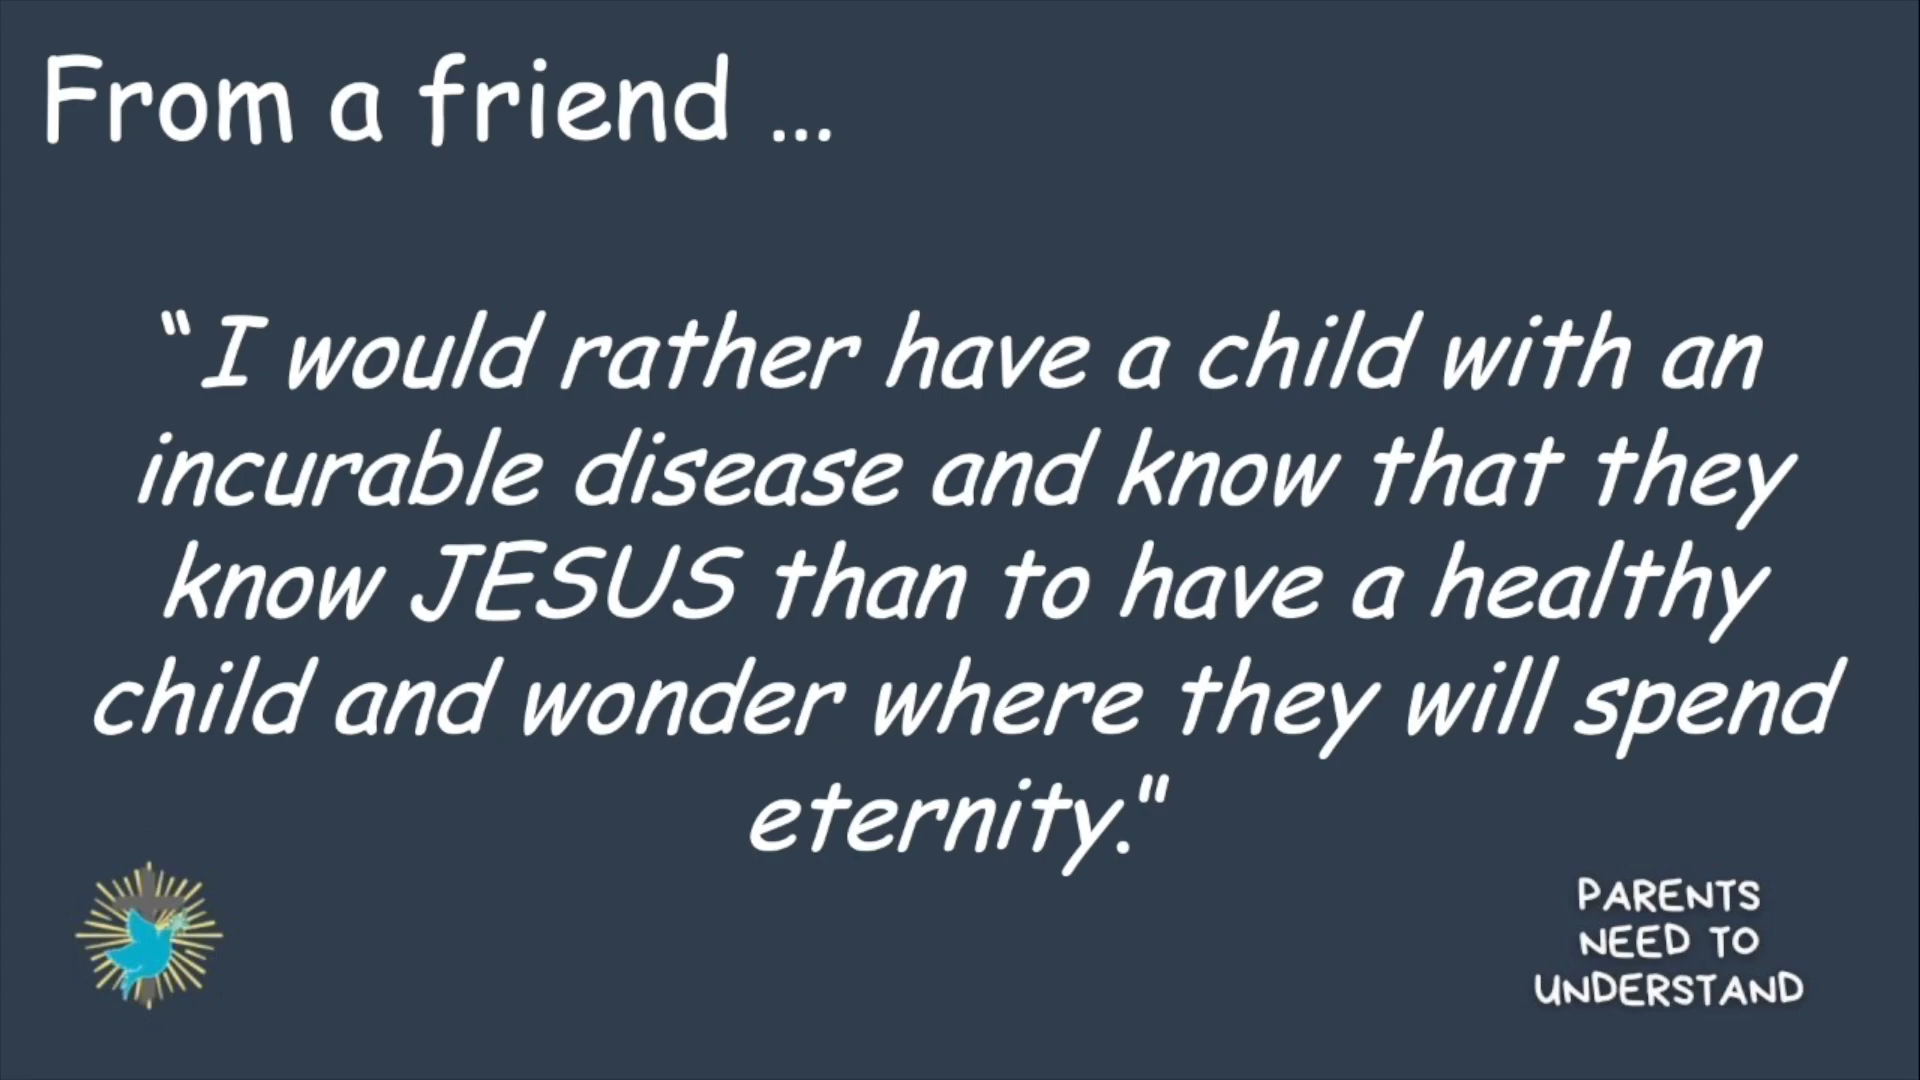 From a friend ...
“I would rather have a child with an
incurable disease and know that they
know JESUS than to have a healthy
child and wonder where they will spend
eternity."
PARENTS
NEED TO
UNDERSTAND